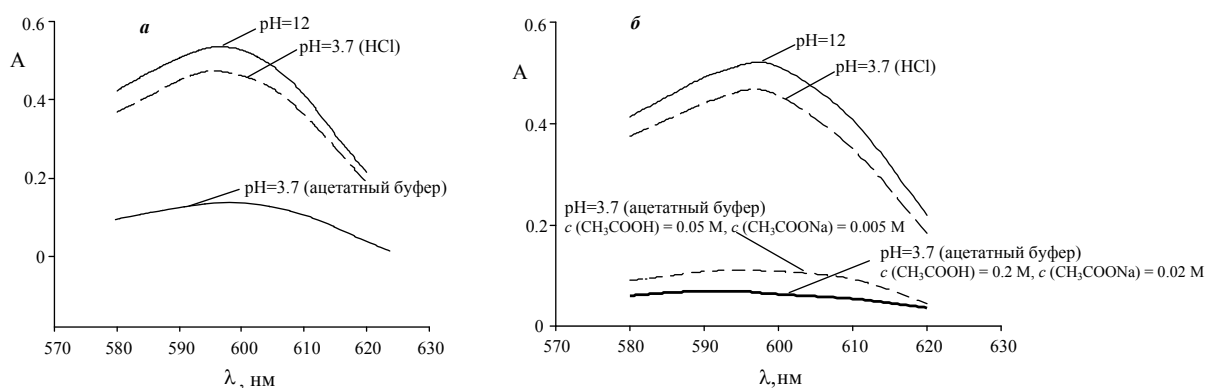 а
A
0.6
0.4
0.2
0
pH=12
pH=3.7 (HCl)
pH=3.7 (ацетатный буфер)
570 580 590 600 610 620 630
λ, нм
б
A
0.6
0.4
0.2
0
pH=12
pH=3.7 (HCl)
pH=3.7 (ацетатный буфер)
c (CH₃COOH) = 0.05 М, c (CH₃COONa) = 0.005 М
pH=3.7 (ацетатный буфер)
c (CH₃COOH) = 0.2 М, c (CH₃COONa) = 0.02 М
570 580 590 600 610 620 630
λ,нм